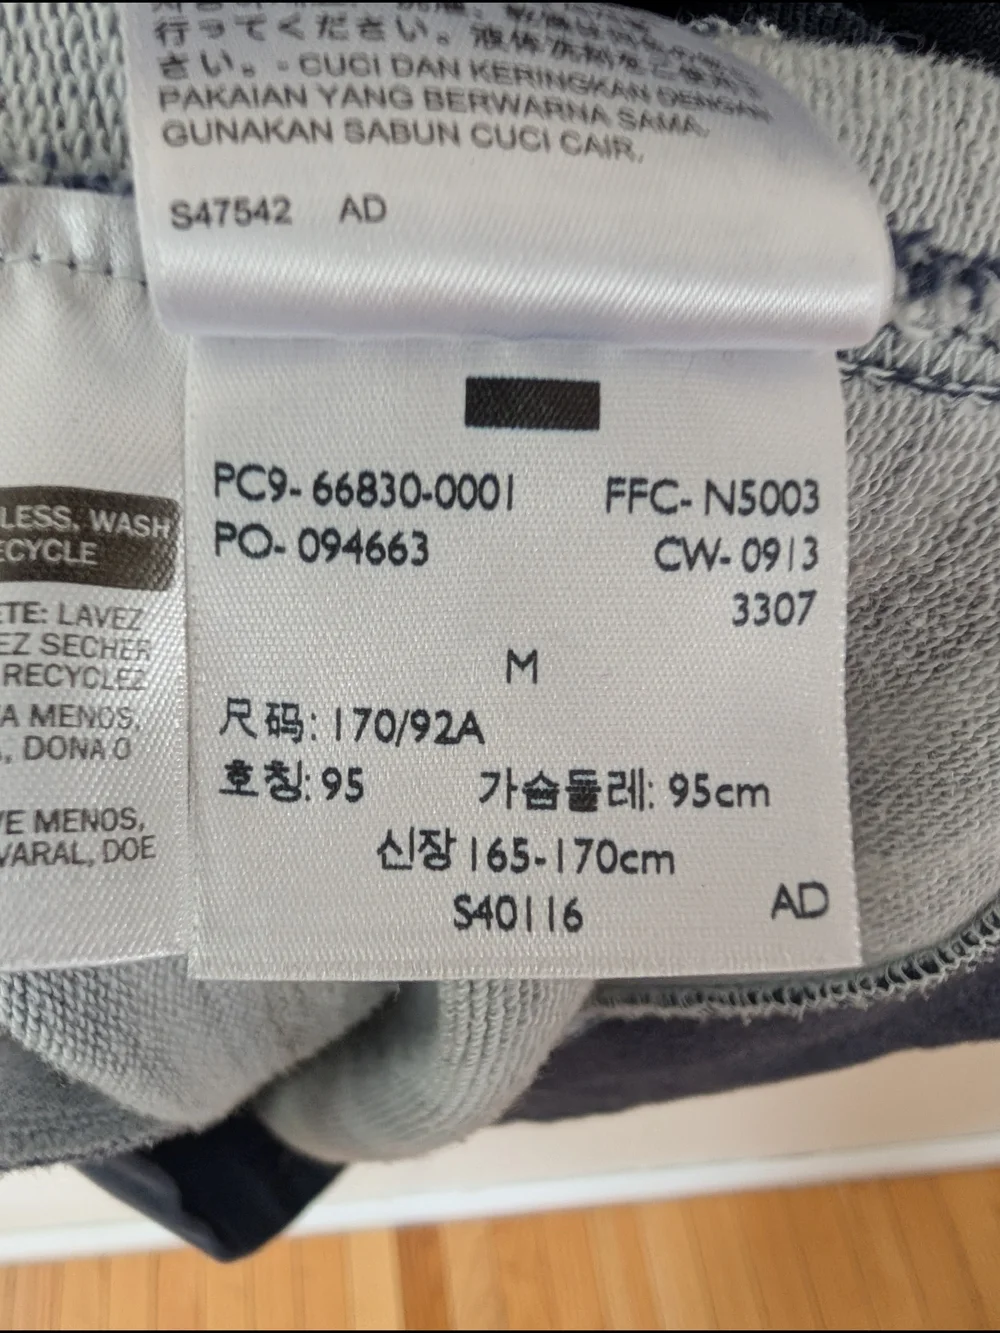 行ってください。液体洗剤をご使用くだ
さい。- CUCI DAN KERINGKAN DENGAN
PAKAIAN YANG BERWARNA SAMA.
GUNAKAN SABUN CUCI CAIR.
S47542 AD
LESS, WASH
ECYCLE
ETE: LAVEZ
EZ SECHER
RECYCLEZ
A MENOS,
, DONA O
VE MENOS,
VARAL, DOE
PC9- 66830-0001 FFC- N5003
PO- 094663 CW- 0913
3307
M
尺码: 170/92A
호칭: 95 가슴둘레: 95cm
신장 165-170cm
S40116 AD